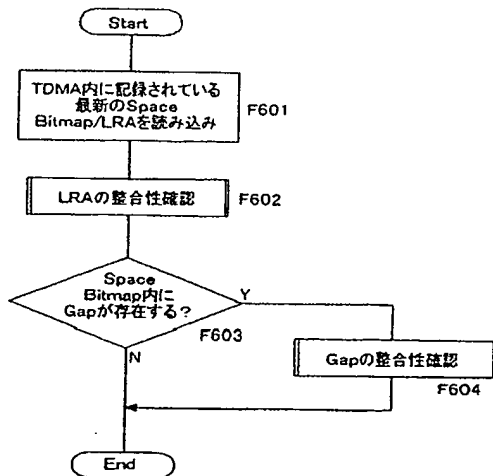 Start
TDMA内に記録されている
最新のSpace
Bitmap/LRAを読み込み
F601
LRAの整合性確認
F602
Space
Bitmap内に
Gapが存在する?
Y
F603
N
Gapの整合性確認
F604
End